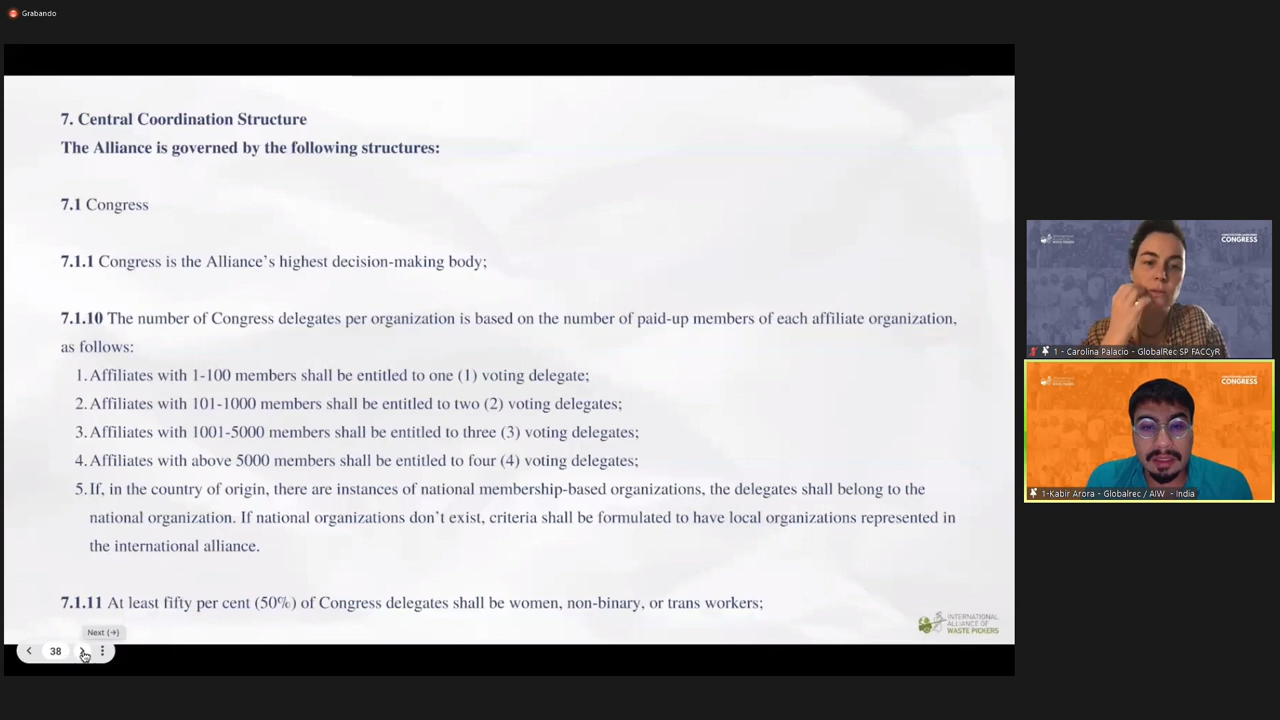 Grabando
7. Central Coordination Structure
The Alliance is governed by the following structures:
7.1 Congress
7.1.1 Congress is the Alliance's highest decision-making body;
7.1.10 The number of Congress delegates per organization is based on the number of paid-up members of each affiliate organization,
as follows:
1. Affiliates with 1-100 members shall be entitled to one (1) voting delegate;
2. Affiliates with 101-1000 members shall be entitled to two (2) voting delegates;
3. Affiliates with 1001-5000 members shall be entitled to three (3) voting delegates;
4. Affiliates with above 5000 members shall be entitled to four (4) voting delegates;
5. If, in the country of origin, there are instances of national membership-based organizations, the delegates shall belong to the
national organization. If national organizations don't exist, criteria shall be formulated to have local organizations represented in
the international alliance.
7.1.11 At least fifty per cent (50%) of Congress delegates shall be women, non-binary, or trans workers;
INTERNATIONAL
ALLIANCE OF
WASTE PICKERS
Next (→)
38
CONGRESS
1 - Carolina Palacio - GlobalRec SP FACCyR
CONGRESS
1-Kabir Arora - Globalrec / AIW - India